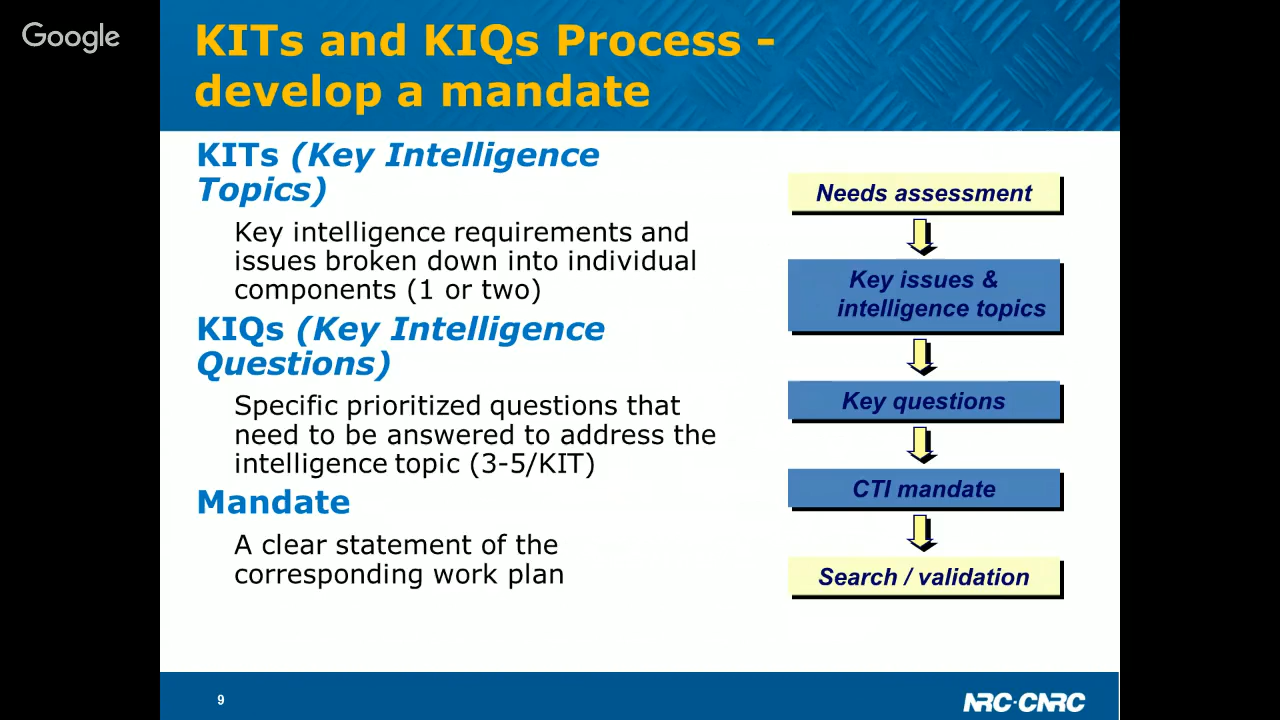 Google
KITs and KIQs Process -
develop a mandate
KITs (Key Intelligence
Topics)
Key intelligence requirements and
issues broken down into individual
components (1 or two)
KIQs (Key Intelligence
Questions)
Specific prioritized questions that
need to be answered to address the
intelligence topic (3-5/KIT)
Mandate
A clear statement of the
corresponding work plan
Needs assessment
Key issues &
intelligence topics
Key questions
CTI mandate
Search / validation
9
NRC·CNRC